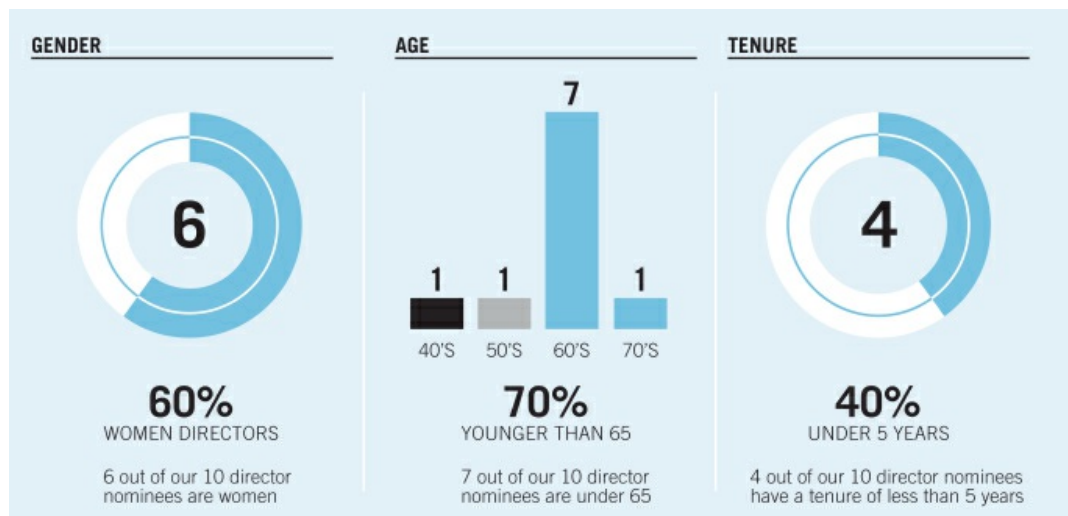 GENDER
6
60%
WOMEN DIRECTORS
6 out of our 10 director
nominees are women
AGE
7
1 1 1
40'S 50'S 60'S 70'S
70%
YOUNGER THAN 65
7 out of our 10 director
nominees are under 65
TENURE
4
40%
UNDER 5 YEARS
4 out of our 10 director nominees
have a tenure of less than 5 years